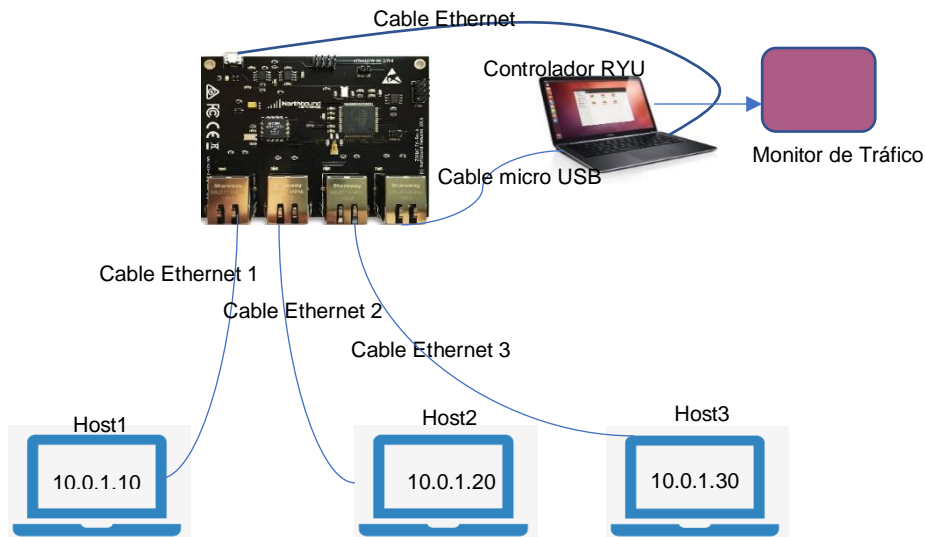 Cable Ethernet
Controlador RYU
Northbound
Monitor de Tráfico
Cable micro USB
Cable Ethernet 1
Cable Ethernet 2
Cable Ethernet 3
Host1
Host2
Host3
10.0.1.10
10.0.1.20
10.0.1.30